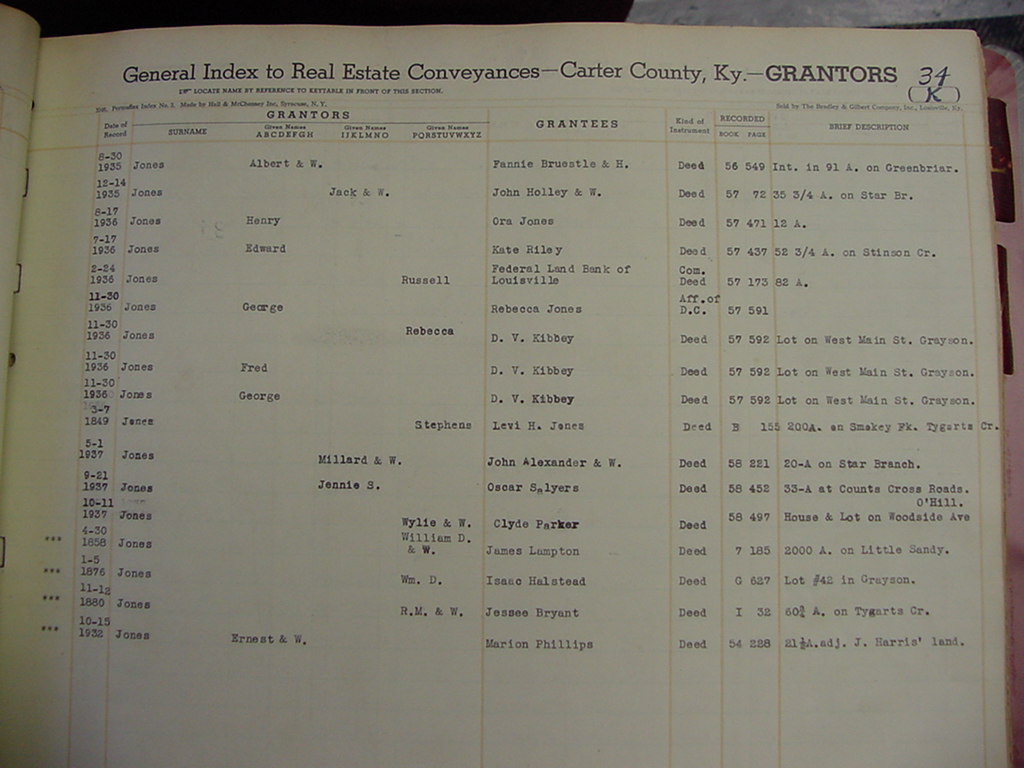 General Index to Real Estate Conveyances—Carter County, Ky.—GRANTORS 34
(K)
LOCATE NAME BY REFERENCE TO KEYTABLE IN FRONT OF THIS SECTION.
Permaflex Index No. 3. Made by Hall & McChesney Inc, Syracuse, N. Y. Sold by The Bradley & Gilbert Company, Inc., Louisville, Ky.
Date of Record GRANTORS GRANTEES Kind of Instrument RECORDED BRIEF DESCRIPTION
SURNAME Given Names ABCDEFGH Given Names IJKLMNO Given Names PQRSTUVWXYZ BOOK PAGE
8-30
1935 Jones Albert & W. Fannie Bruestle & H. Deed 56 549 Int. in 91 A. on Greenbriar.
12-14
1935 Jones Jack & W. John Holley & W. Deed 57 72 35 3/4 A. on Star Br.
8-17
1936 Jones Henry Ora Jones Deed 57 471 12 A.
7-17
1936 Jones Edward Kate Riley Deed 57 437 52 3/4 A. on Stinson Cr.
2-24 Federal Land Bank of Com.
1936 Jones Russell Louisville Deed 57 173 82 A.
11-30 Aff.of
1936 Jones George Rebecca Jones D.C. 57 591
11-30
1936 Jones Rebecca D. V. Kibbey Deed 57 592 Lot on West Main St. Grayson.
11-30
1936 Jones Fred D. V. Kibbey Deed 57 592 Lot on West Main St. Grayson.
11-30
1936 Jones George D. V. Kibbey Deed 57 592 Lot on West Main St. Grayson.
3-7
1849 Jones Stephens Levi H. Jones Deed B 155 200A. on Smokey Fk. Tygarts Cr.
5-1
1937 Jones Millard & W. John Alexander & W. Deed 58 221 20-A on Star Branch.
9-21
1937 Jones Jennie S. Oscar Salyers Deed 58 452 33-A at Counts Cross Roads.
10-11 O'Hill.
1937 Jones Wylie & W. Clyde Parker Deed 58 497 House & Lot on Woodside Ave
4-30 William D.
*** 1858 Jones & W. James Lampton Deed 7 185 2000 A. on Little Sandy.
1-5
*** 1876 Jones Wm. D. Isaac Halstead Deed G 627 Lot #42 in Grayson.
11-12
*** 1880 Jones R.M. & W. Jessee Bryant Deed I 32 60¾ A. on Tygarts Cr.
10-15
*** 1932 Jones Ernest & W. Marion Phillips Deed 54 228 21½A.adj. J. Harris' land.